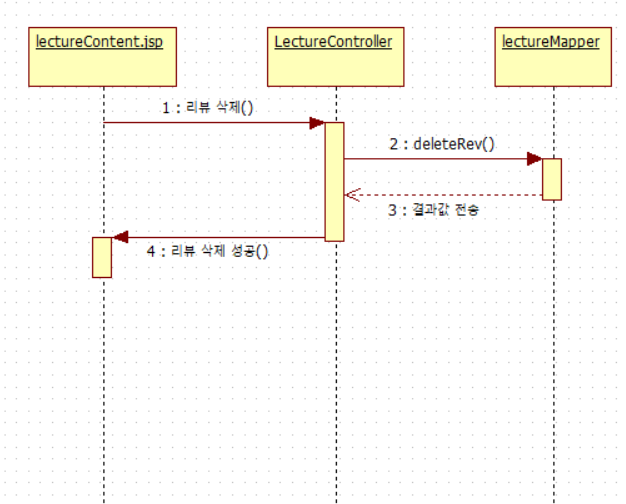 lectureContent.jsp
LectureController
lectureMapper
1 : 리뷰 삭제()
2 : deleteRev()
3 : 결과값 전송
4 : 리뷰 삭제 성공()